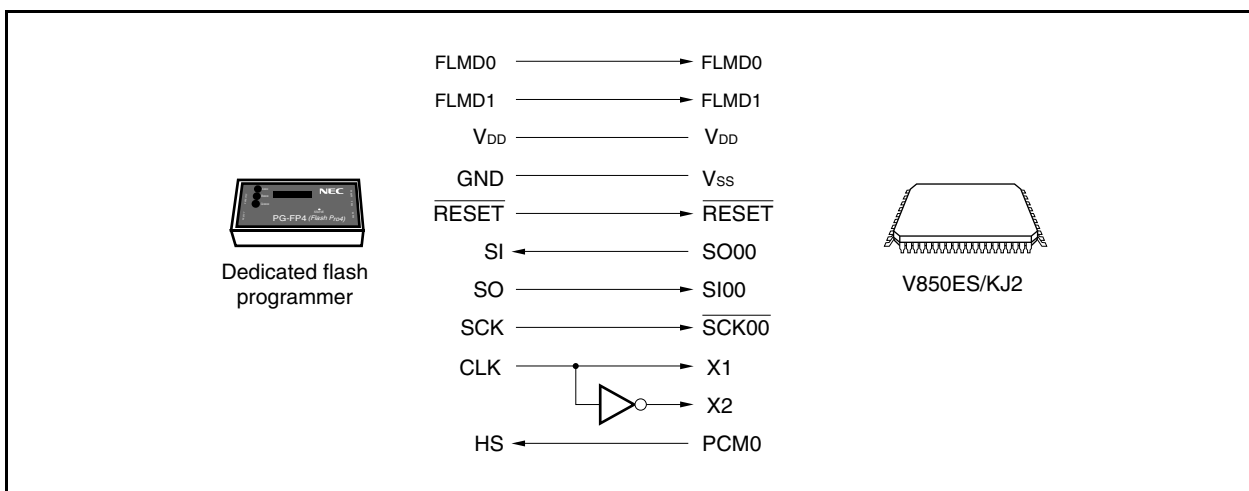 FLMD0 FLMD0
FLMD1 FLMD1
VDD VDD
GND VSS
RESET RESET
SI SO00
SO SI00
SCK SCK00
CLK X1
X2
HS PCM0
NEC
PG-FP4 (Flash Pro4)
Dedicated flash
programmer
V850ES/KJ2